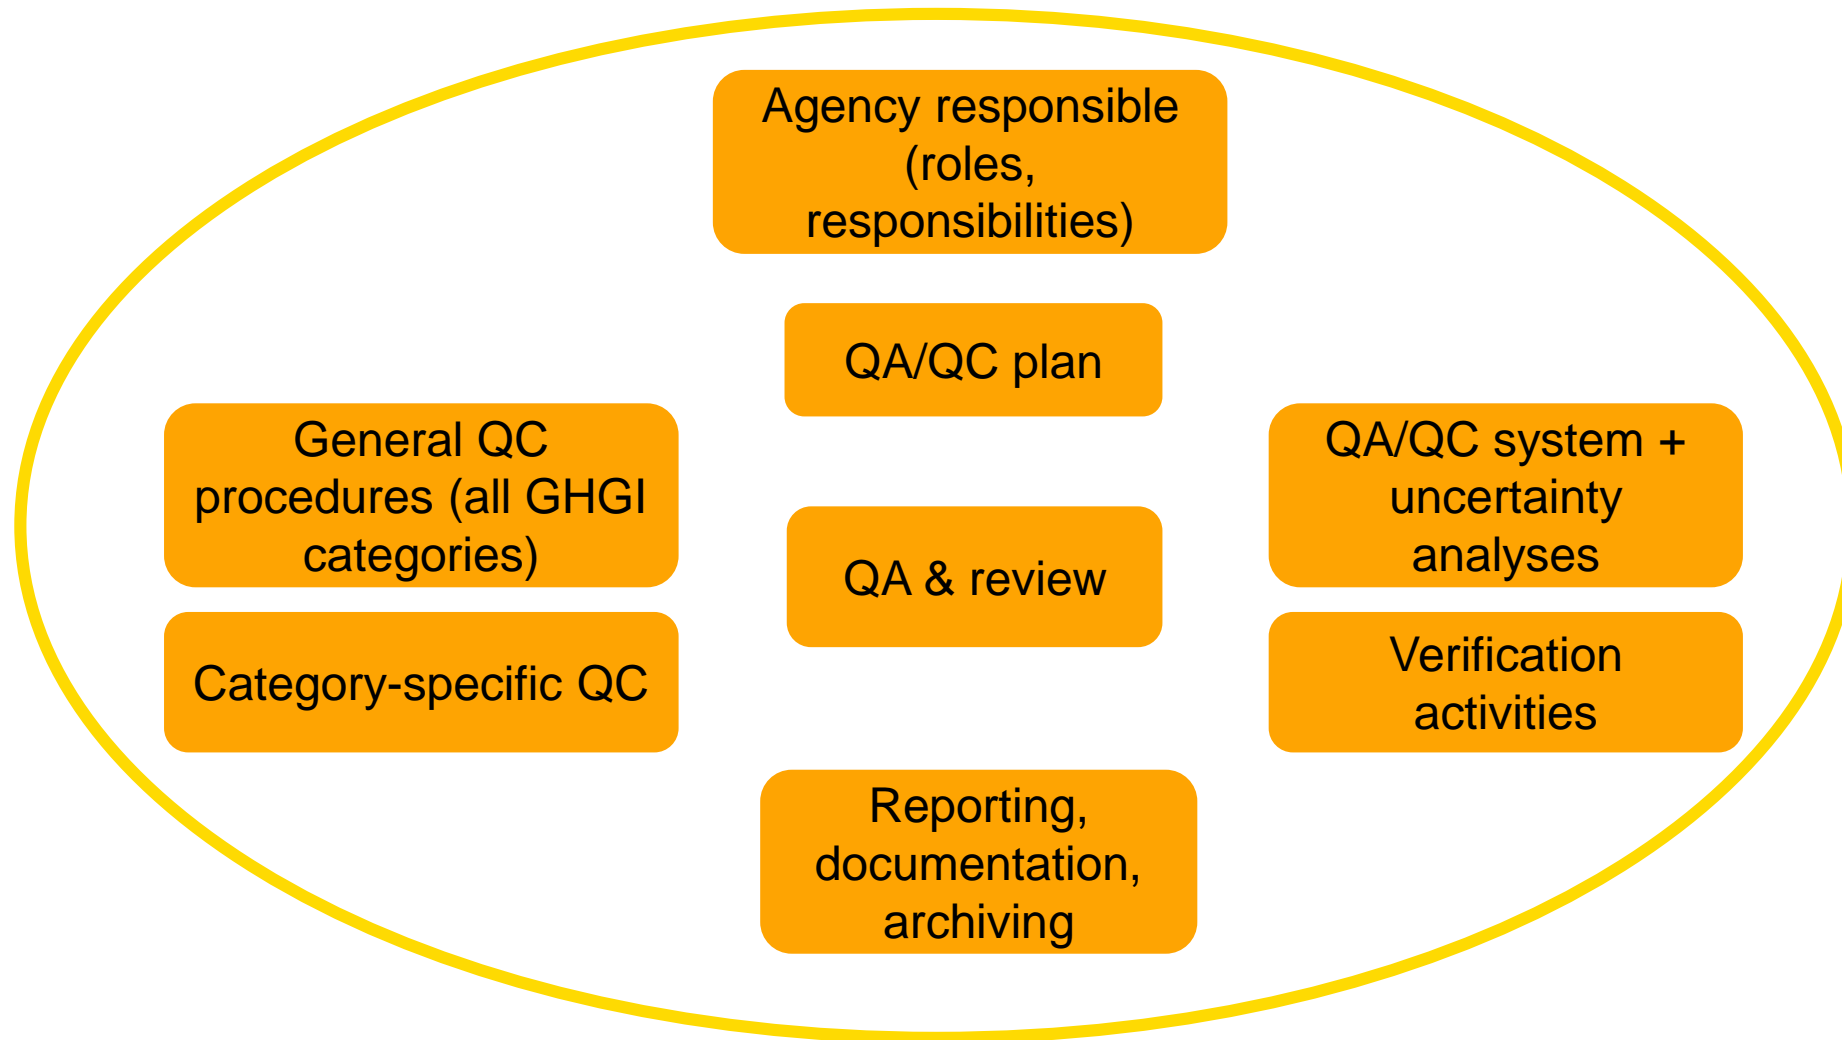 Agency responsible
(roles,
responsibilities)
QA/QC plan
General QC
procedures (all GHGI
categories)
QA/QC system +
uncertainty
analyses
QA & review
Category-specific QC
Verification
activities
Reporting,
documentation,
archiving